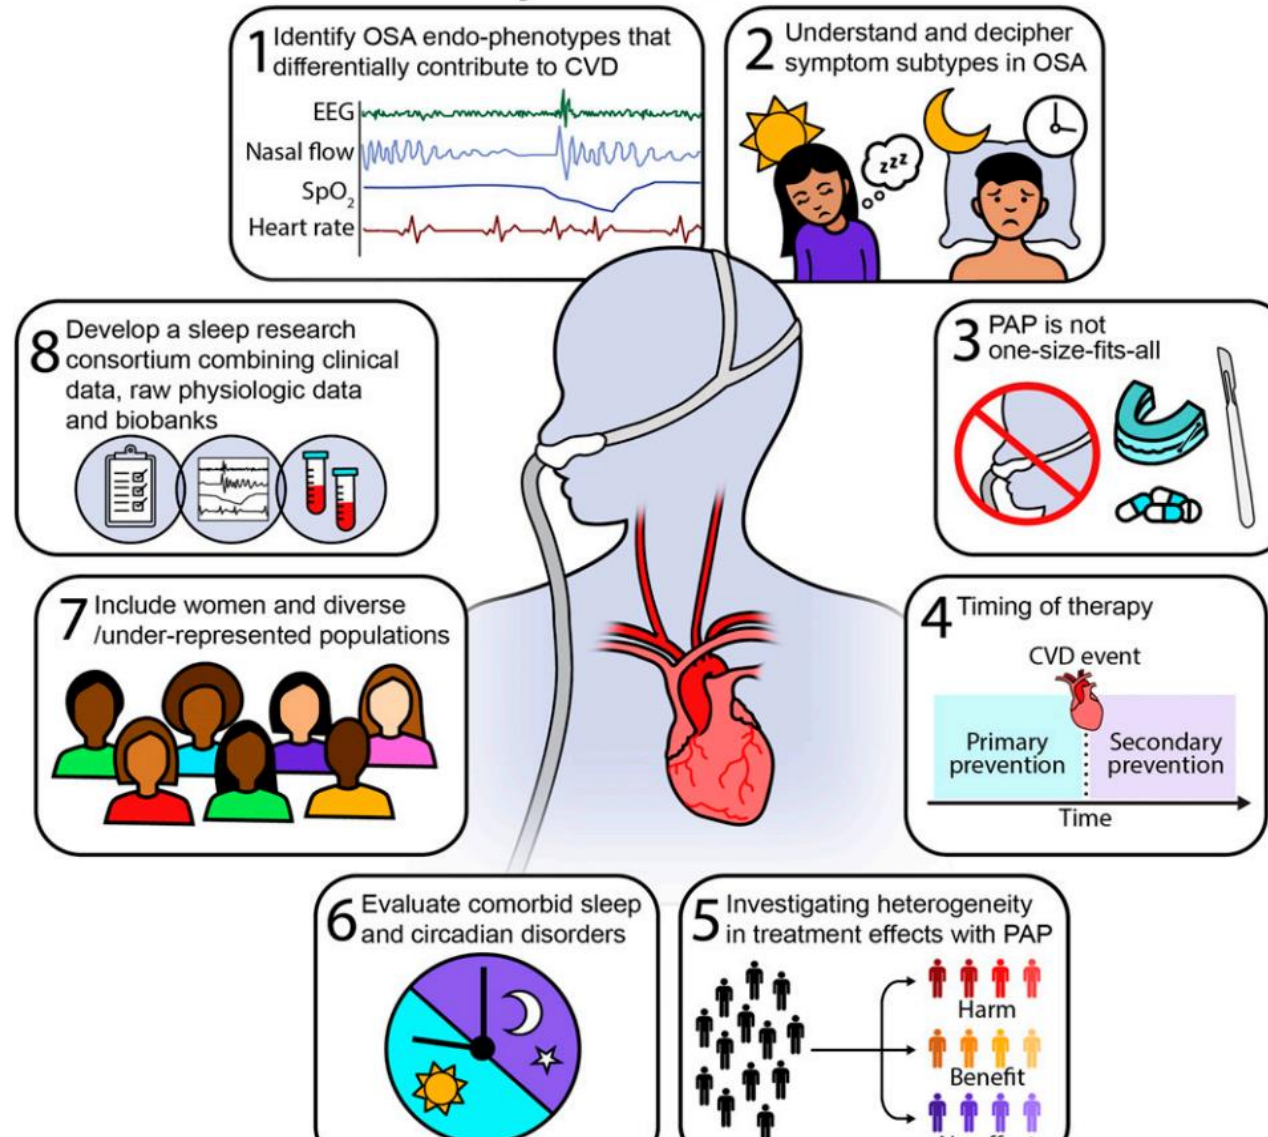 1 Identify OSA endo-phenotypes that
differentially contribute to CVD
EEG
Nasal flow
SpO₂
Heart rate
2 Understand and decipher
symptom subtypes in OSA
zzz
3 PAP is not
one-size-fits-all
4 Timing of therapy
CVD event
Primary
prevention
Secondary
prevention
Time
5 Investigating heterogeneity
in treatment effects with PAP
Harm
Benefit
6 Evaluate comorbid sleep
and circadian disorders
7 Include women and diverse
/under-represented populations
8 Develop a sleep research
consortium combining clinical
data, raw physiologic data
and biobanks